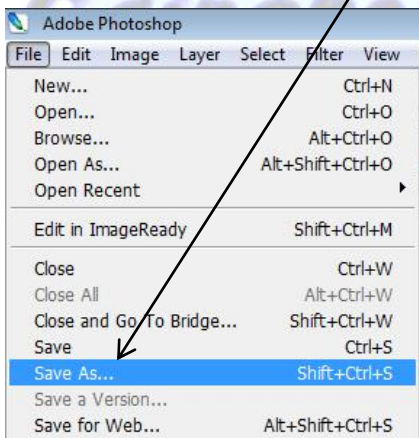 Adobe Photoshop
File Edit Image Layer Select Filter View
New... Ctrl+N
Open... Ctrl+O
Browse... Alt+Ctrl+O
Open As... Alt+Shift+Ctrl+O
Open Recent
Edit in ImageReady Shift+Ctrl+M
Close Ctrl+W
Close All Alt+Ctrl+W
Close and Go To Bridge... Shift+Ctrl+W
Save Ctrl+S
Save As... Shift+Ctrl+S
Save a Version...
Save for Web... Alt+Shift+Ctrl+S